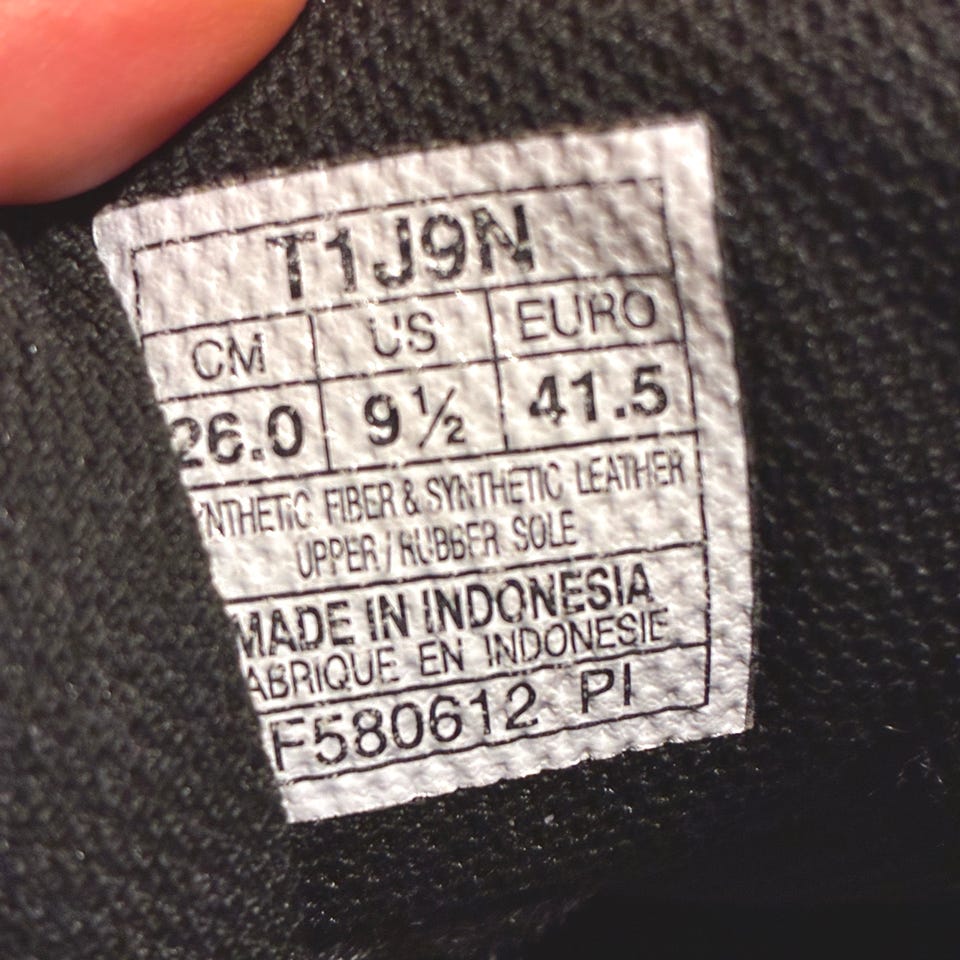 T1J9N
CM US EURO
26.0 9½ 41.5
YNTHETIC FIBER & SYNTHETIC LEATHER
UPPER / RUBBER SOLE
MADE IN INDONESIA
ABRIQUE EN INDONESIE
F580612 PI